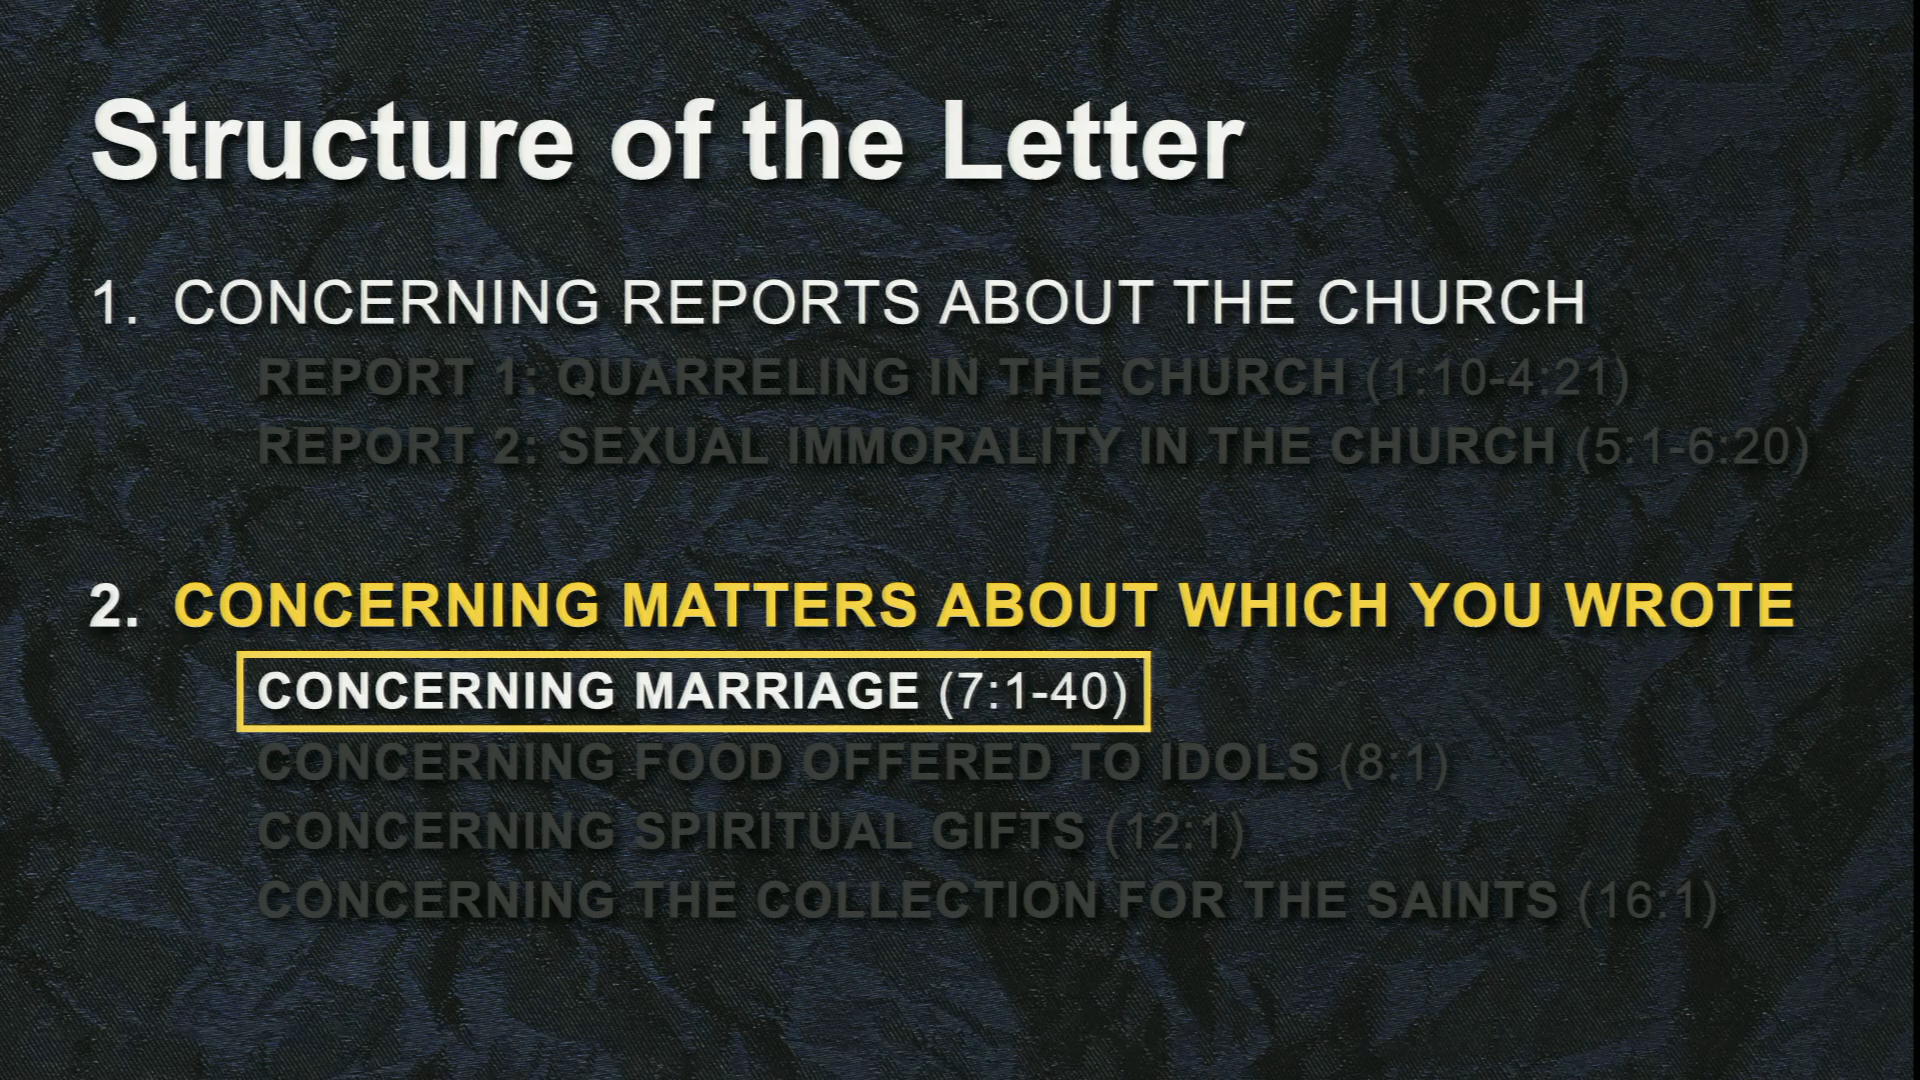 Structure of the Letter
1. CONCERNING REPORTS ABOUT THE CHURCH
REPORT 1: QUARRELING IN THE CHURCH (1:10-4:21)
REPORT 2: SEXUAL IMMORALITY IN THE CHURCH (5:1-6:20)
2. CONCERNING MATTERS ABOUT WHICH YOU WROTE
CONCERNING MARRIAGE (7:1-40)
CONCERNING FOOD OFFERED TO IDOLS (8:1)
CONCERNING SPIRITUAL GIFTS (12:1)
CONCERNING THE COLLECTION FOR THE SAINTS (16:1)